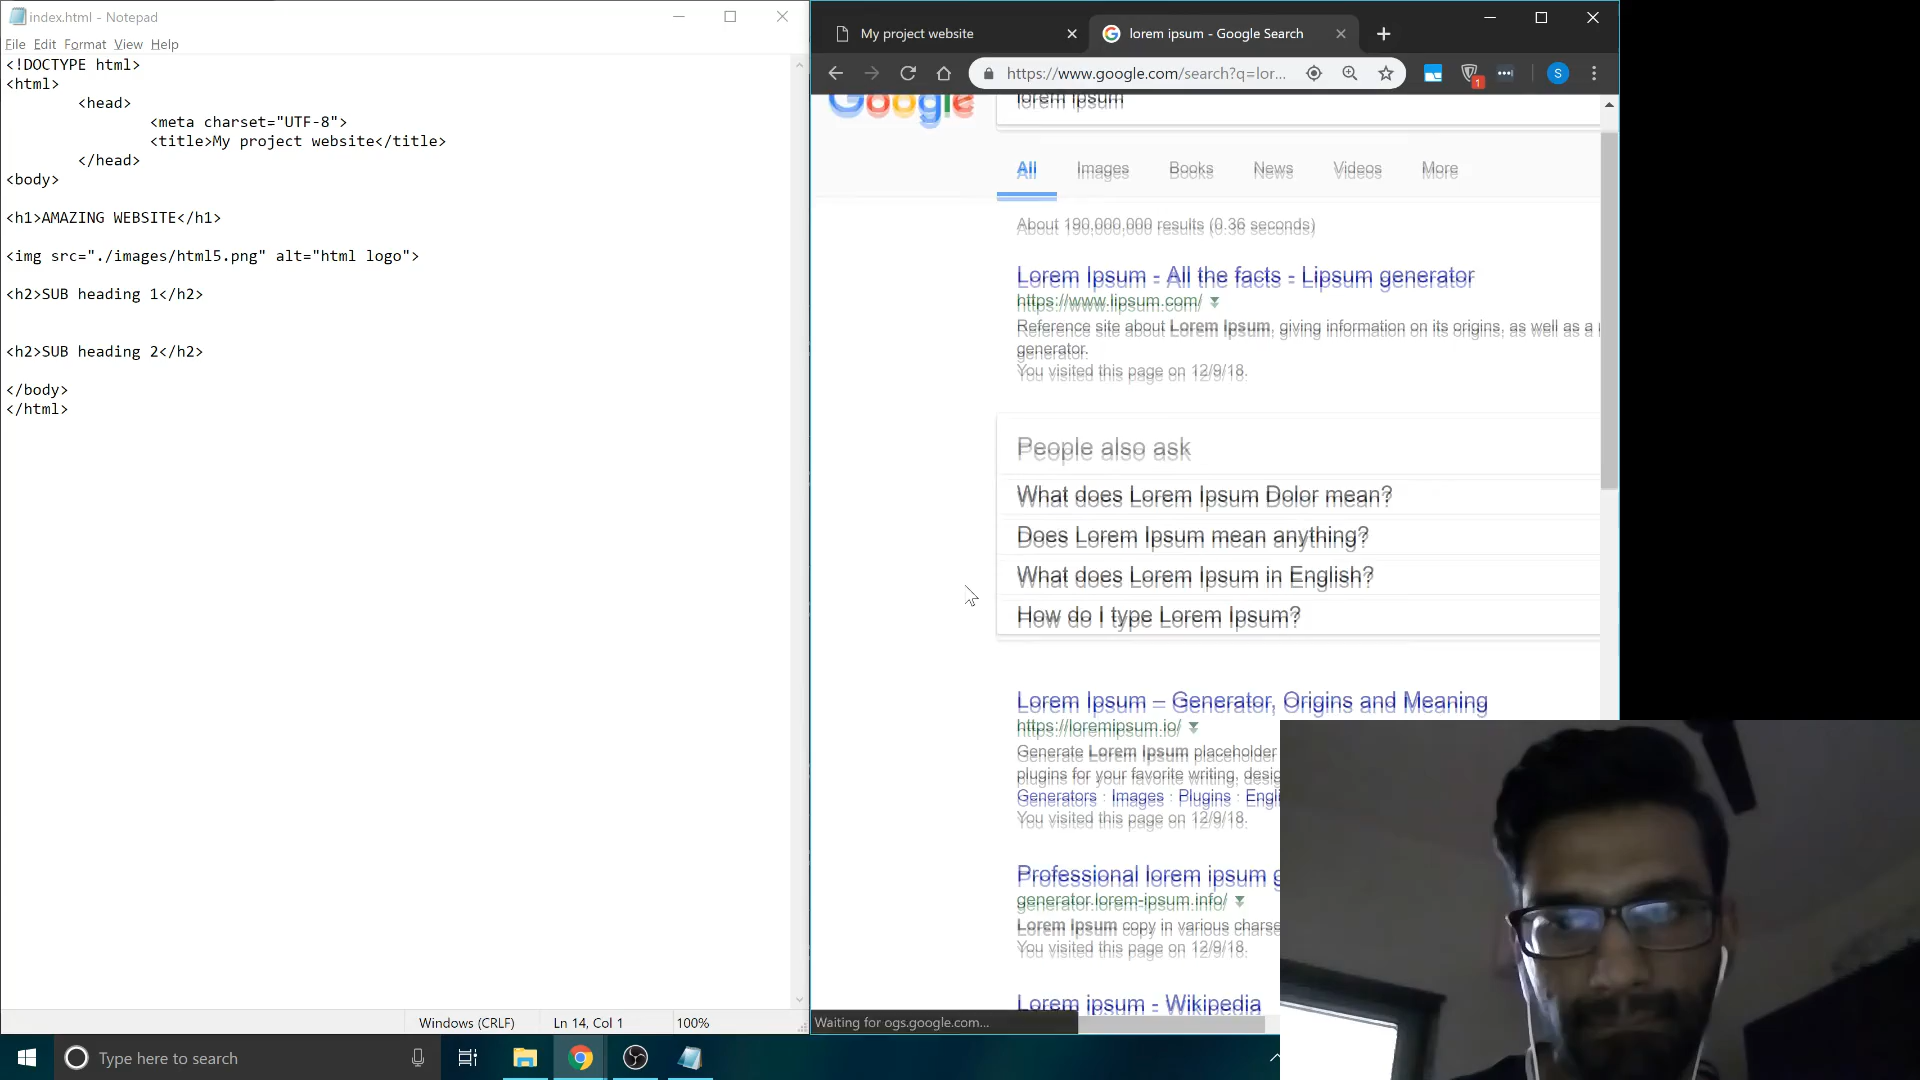 index.html - Notepad
File Edit Format View Help
<!DOCTYPE html>
<html>
<head>
<meta charset="UTF-8">
<title>My project website</title>
</head>
<body>
<h1>AMAZING WEBSITE</h1>
<img src="./images/html5.png" alt="html logo">
<h2>SUB heading 1</h2>
<h2>SUB heading 2</h2>
</body>
</html>
Windows (CRLF) Ln 14, Col 1 100%
My project website
lorem ipsum - Google Search
https://www.google.com/search?q=lor...
1
S
Google
lorem ipsum
All Images Books News Videos More
About 190,000,000 results (0.36 seconds)
Lorem Ipsum - All the facts - Lipsum generator
https://www.lipsum.com/
Reference site about Lorem Ipsum, giving information on its origins, as well as a
generator.
You visited this page on 12/9/18.
People also ask
What does Lorem Ipsum Dolor mean?
Does Lorem Ipsum mean anything?
What does Lorem Ipsum in English?
How do I type Lorem Ipsum?
Lorem Ipsum – Generator, Origins and Meaning
https://loremipsum.io/
Generate Lorem Ipsum placeholder
plugins for your favorite writing, desig
Generators · Images · Plugins · Engli
You visited this page on 12/9/18.
Professional lorem ipsum g
generator.lorem-ipsum.info/
Lorem Ipsum copy in various charse
You visited this page on 12/9/18.
Lorem ipsum - Wikipedia
Waiting for ogs.google.com...
Type here to search